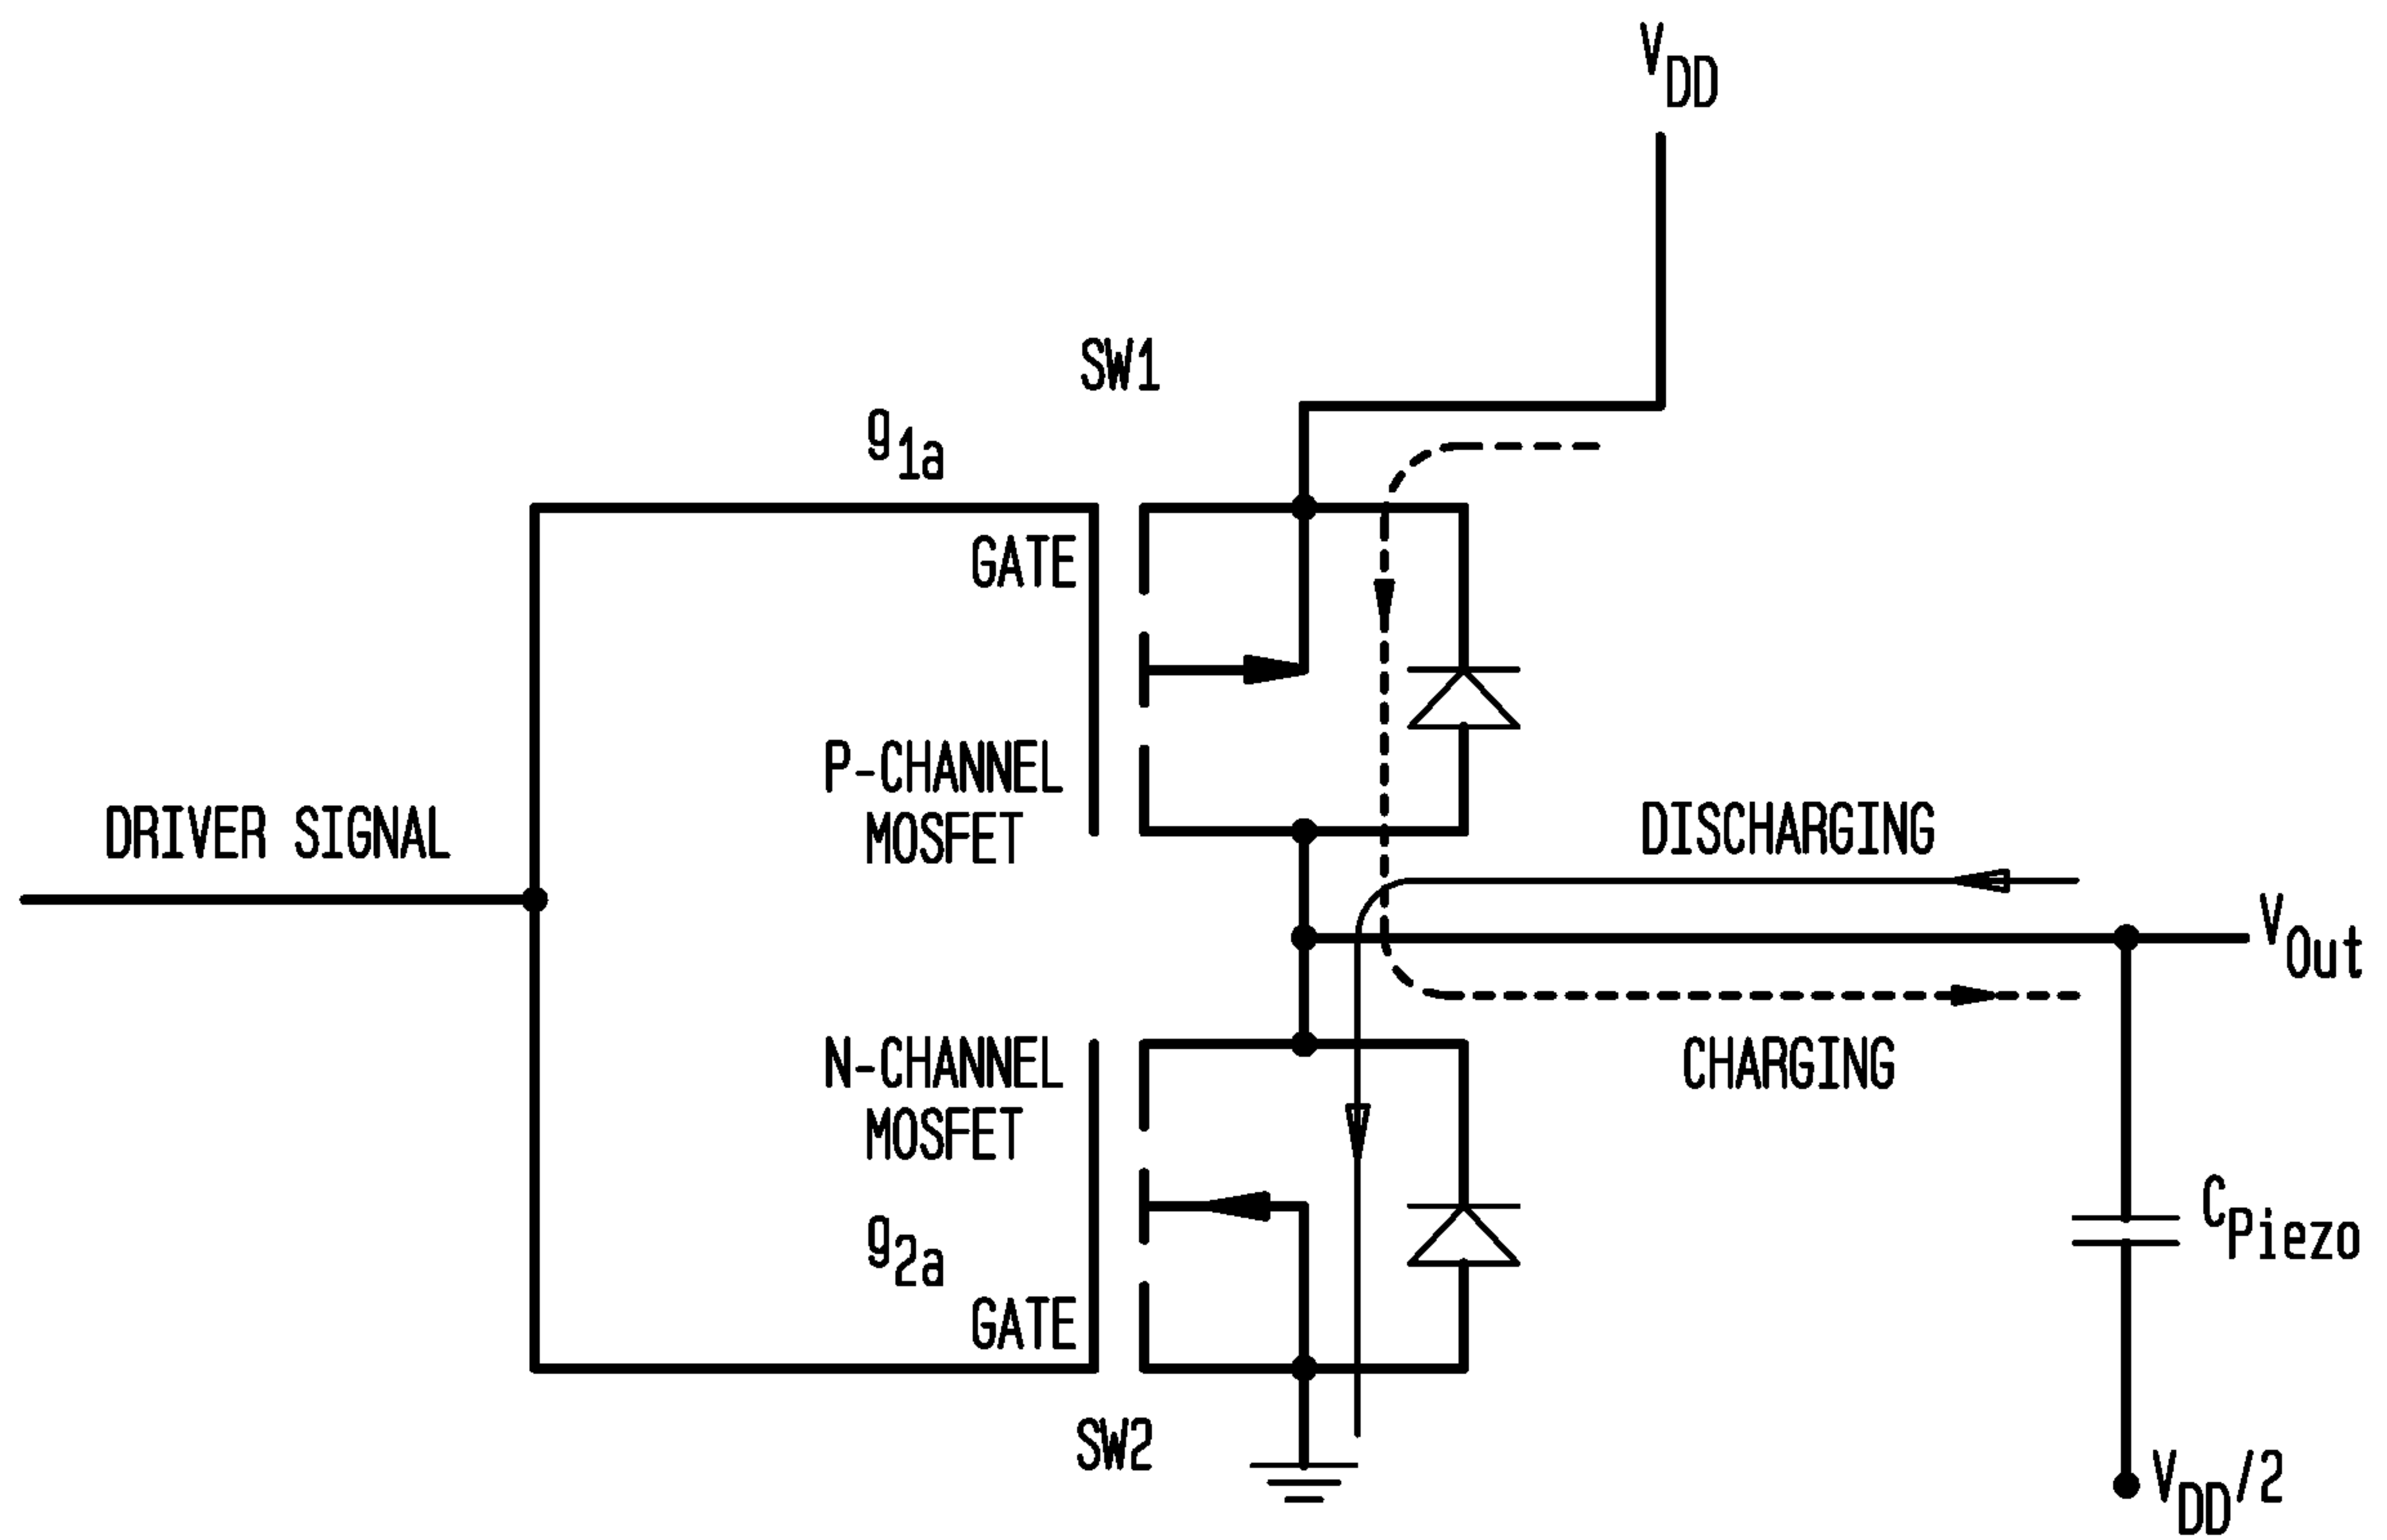 VDD
SW1
g1a
GATE
P-CHANNEL
MOSFET
DRIVER SIGNAL
DISCHARGING
VOut
CHARGING
N-CHANNEL
MOSFET
g2a
GATE
CPiezo
SW2
VDD/2